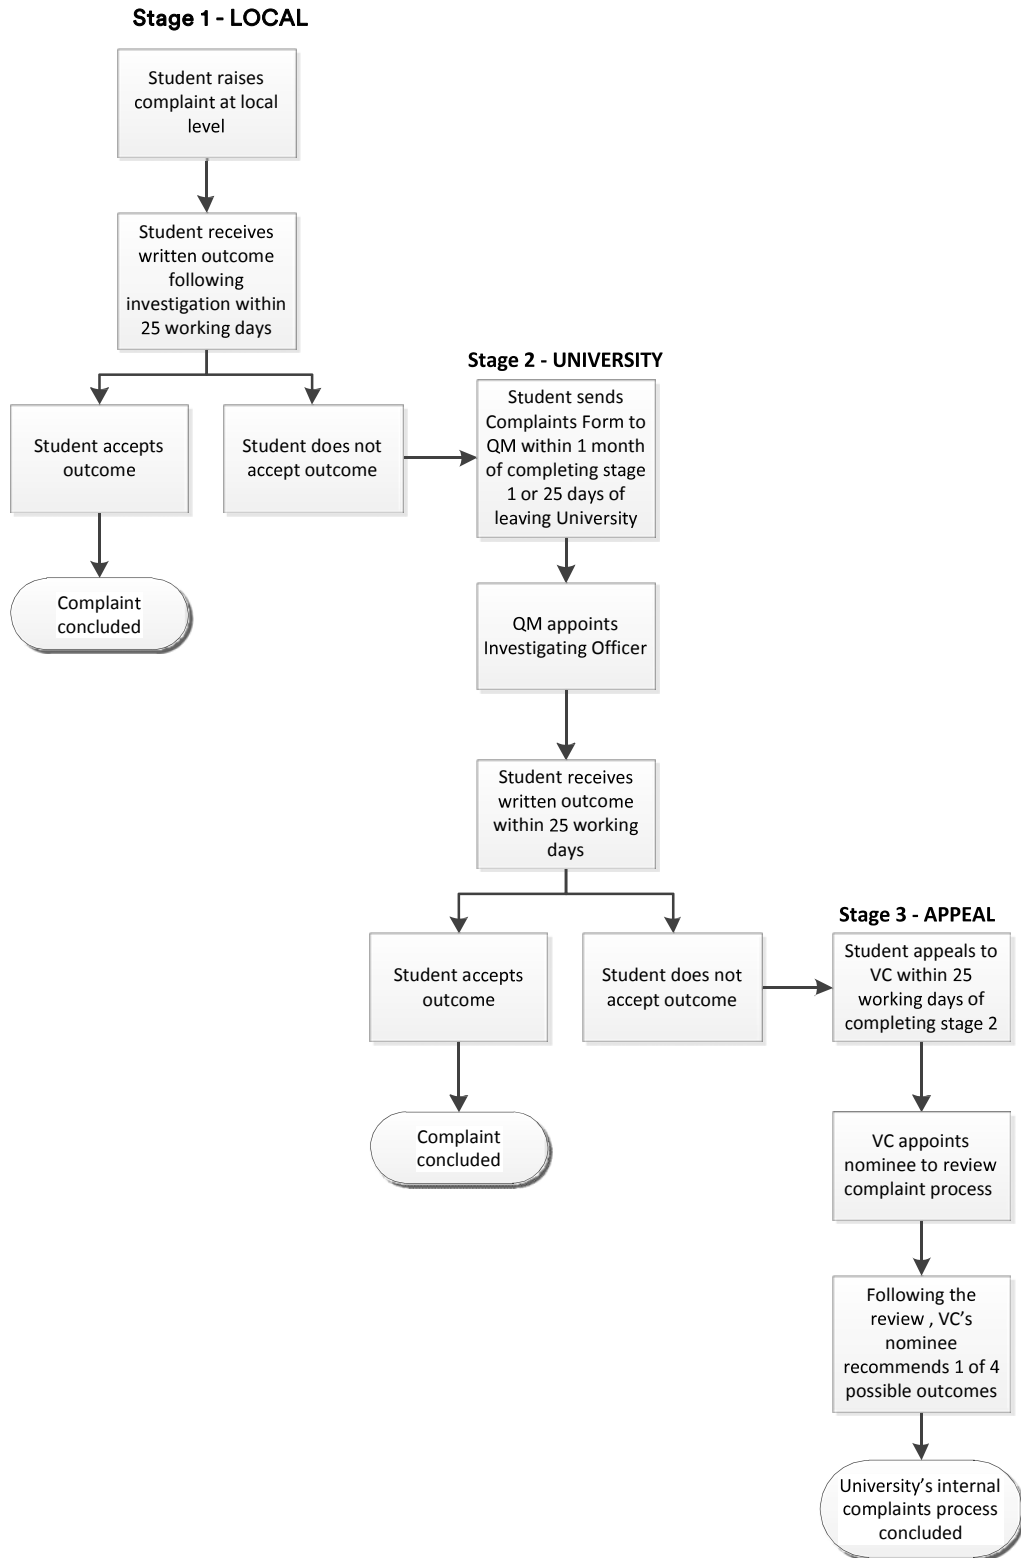 Stage 1 - LOCAL
Student raises
complaint at local
level
Student receives
written outcome
following
investigation within
25 working days
Student accepts
outcome
Student does not
accept outcome
Complaint
concluded
Stage 2 - UNIVERSITY
Student sends
Complaints Form to
QM within 1 month
of completing stage
1 or 25 days of
leaving University
QM appoints
Investigating Officer
Student receives
written outcome
within 25 working
days
Student accepts
outcome
Student does not
accept outcome
Complaint
concluded
Stage 3 - APPEAL
Student appeals to
VC within 25
working days of
completing stage 2
VC appoints
nominee to review
complaint process
Following the
review , VC’s
nominee
recommends 1 of 4
possible outcomes
University’s internal
complaints process
concluded